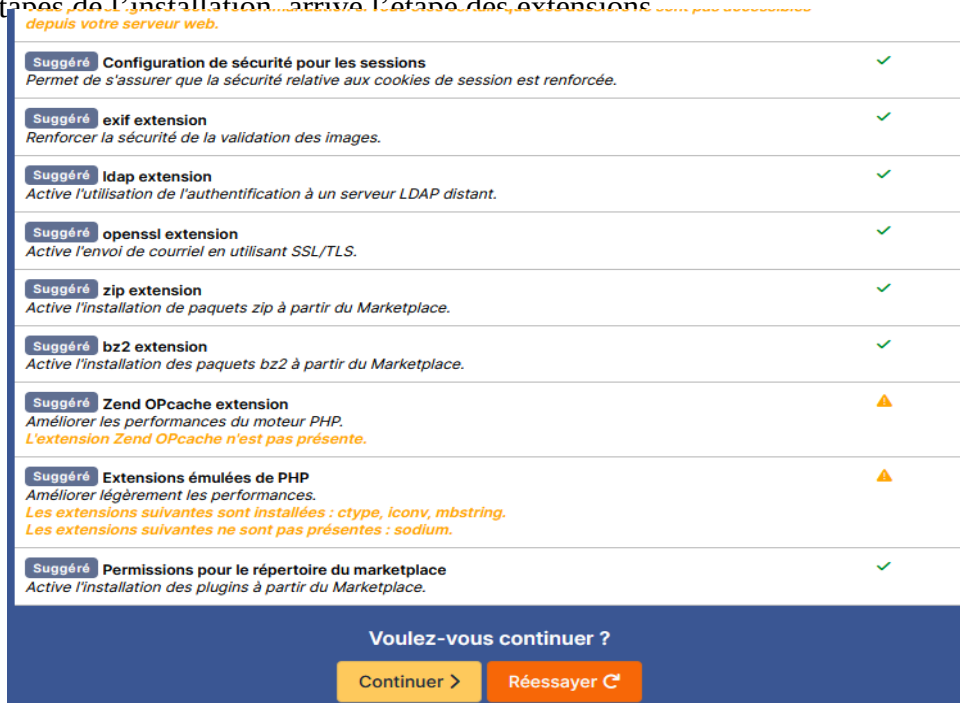 tapes de l’installation, arrive l’étape des extensions
depuis votre serveur web.
Suggéré Configuration de sécurité pour les sessions
Permet de s'assurer que la sécurité relative aux cookies de session est renforcée.
Suggéré exif extension
Renforcer la sécurité de la validation des images.
Suggéré ldap extension
Active l'utilisation de l'authentification à un serveur LDAP distant.
Suggéré openssl extension
Active l'envoi de courriel en utilisant SSL/TLS.
Suggéré zip extension
Active l'installation de paquets zip à partir du Marketplace.
Suggéré bz2 extension
Active l'installation des paquets bz2 à partir du Marketplace.
Suggéré Zend OPcache extension
Améliorer les performances du moteur PHP.
L'extension Zend OPcache n'est pas présente.
Suggéré Extensions émulées de PHP
Améliorer légèrement les performances.
Les extensions suivantes sont installées : ctype, iconv, mbstring.
Les extensions suivantes ne sont pas présentes : sodium.
Suggéré Permissions pour le répertoire du marketplace
Active l'installation des plugins à partir du Marketplace.
Voulez-vous continuer ?
Continuer
Réessayer